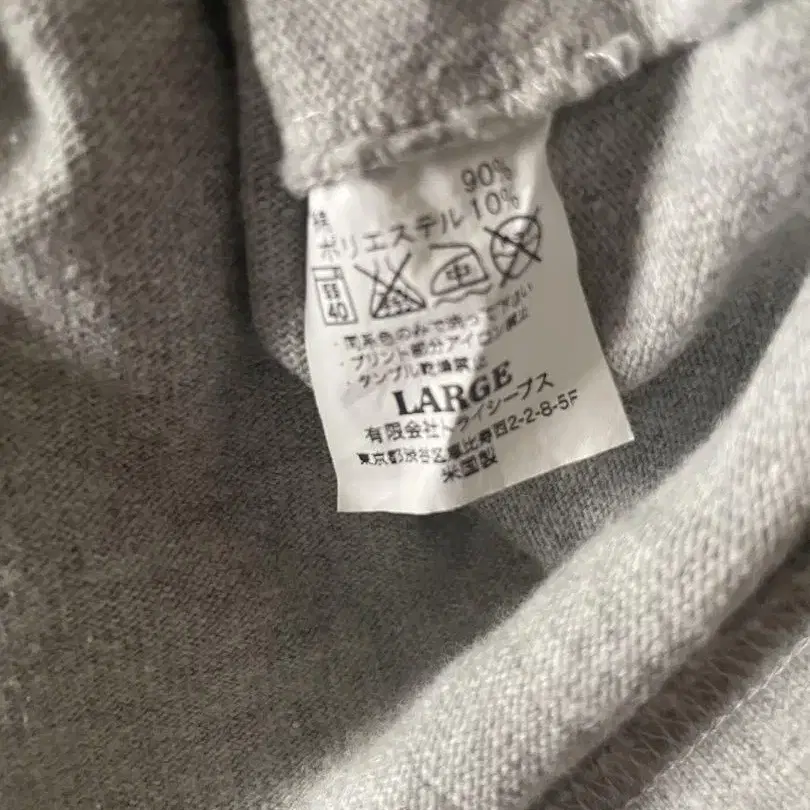 綿 90%
ポリエステル 10%
40 中
・同系色のみで洗って下さい
・プリント部分アイロン禁止
・タンブル乾燥禁止
LARGE
有限会社トライシープス
東京都渋谷区恵比寿西2-2-8-5F
米国製